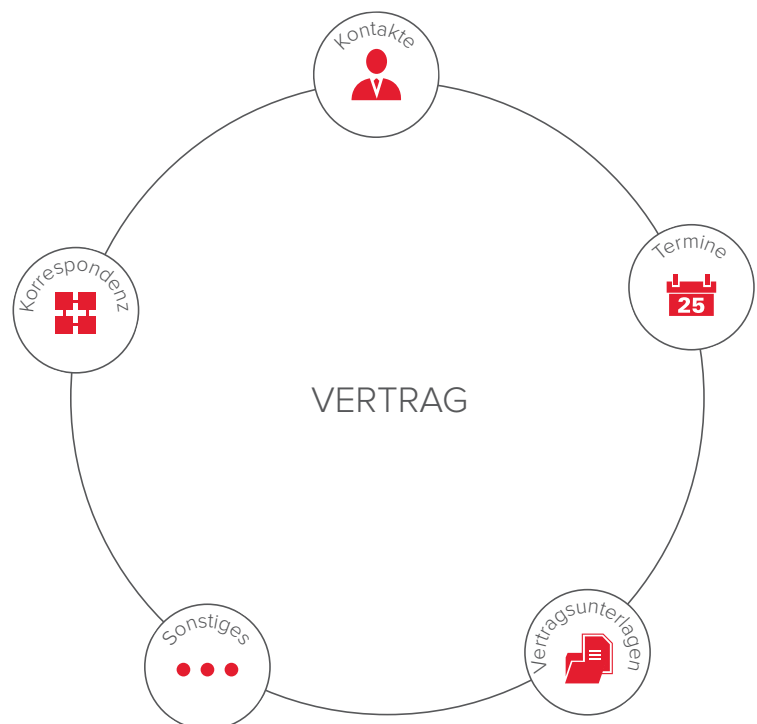 Kontakte
Termine
25
Korrespondenz
VERTRAG
Sonstiges
Vertragsunterlagen